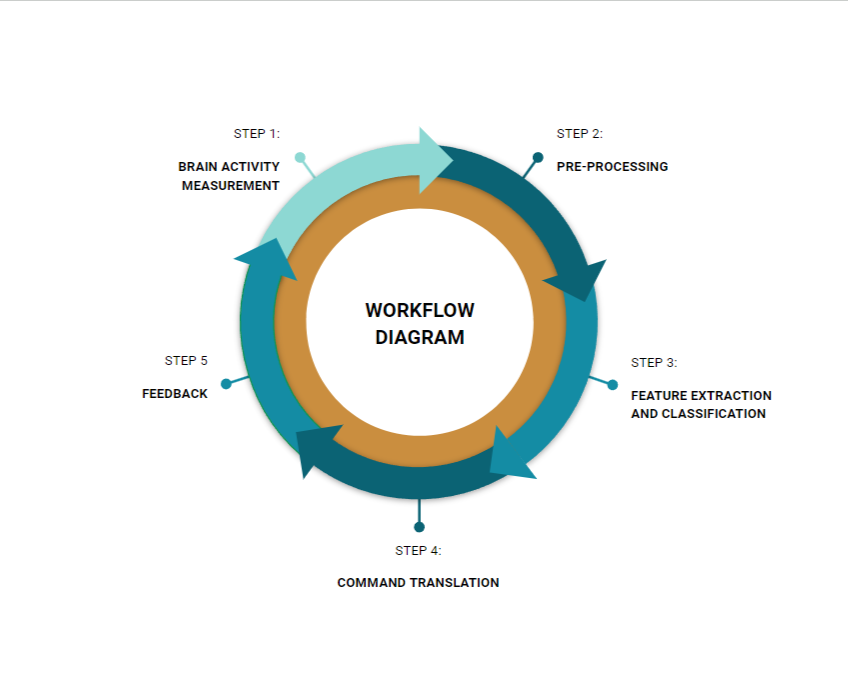 STEP 1:
BRAIN ACTIVITY
MEASUREMENT
STEP 2:
PRE-PROCESSING
WORKFLOW
DIAGRAM
STEP 3:
FEATURE EXTRACTION
AND CLASSIFICATION
STEP 4:
COMMAND TRANSLATION
STEP 5
FEEDBACK